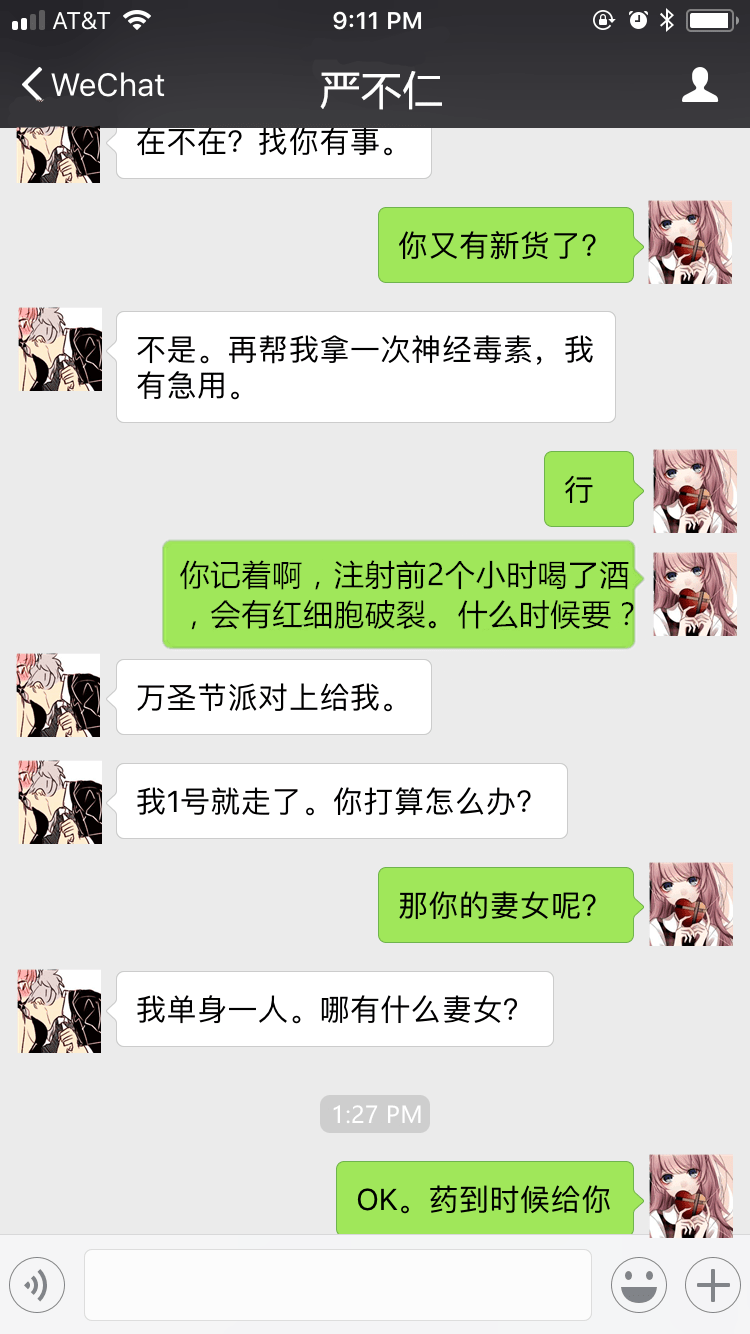 AT&T 9:11 PM
WeChat 严不仁
在不在？找你有事。
你又有新货了？
不是。再帮我拿一次神经毒素，我
有急用。
行
你记着啊，注射前2个小时喝了酒
，会有红细胞破裂。什么时候要？
万圣节派对上给我。
我1号就走了。你打算怎么办？
那你的妻女呢？
我单身一人。哪有什么妻女？
1:27 PM
OK。药到时候给你